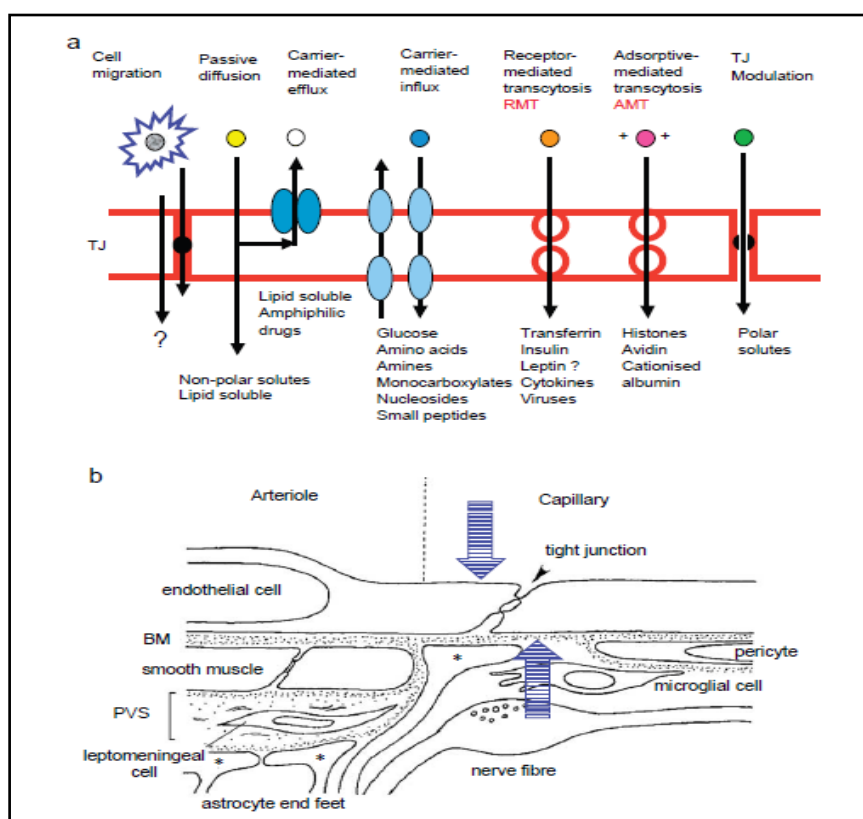 a
Cell
migration
Passive
diffusion
Carrier-
mediated
efflux
Carrier-
mediated
influx
Receptor-
mediated
transcytosis
RMT
Adsorptive-
mediated
transcytosis
AMT
TJ
Modulation
+ +
TJ
?
Non-polar solutes
Lipid soluble
Lipid soluble
Amphiphilic
drugs
Glucose
Amino acids
Amines
Monocarboxylates
Nucleosides
Small peptides
Transferrin
Insulin
Leptin ?
Cytokines
Viruses
Histones
Avidin
Cationised
albumin
Polar
solutes
b
Arteriole
Capillary
tight junction
endothelial cell
BM
smooth muscle
pericyte
microglial cell
PVS
leptomeningeal
cell
nerve fibre
astrocyte end feet
*
*
*